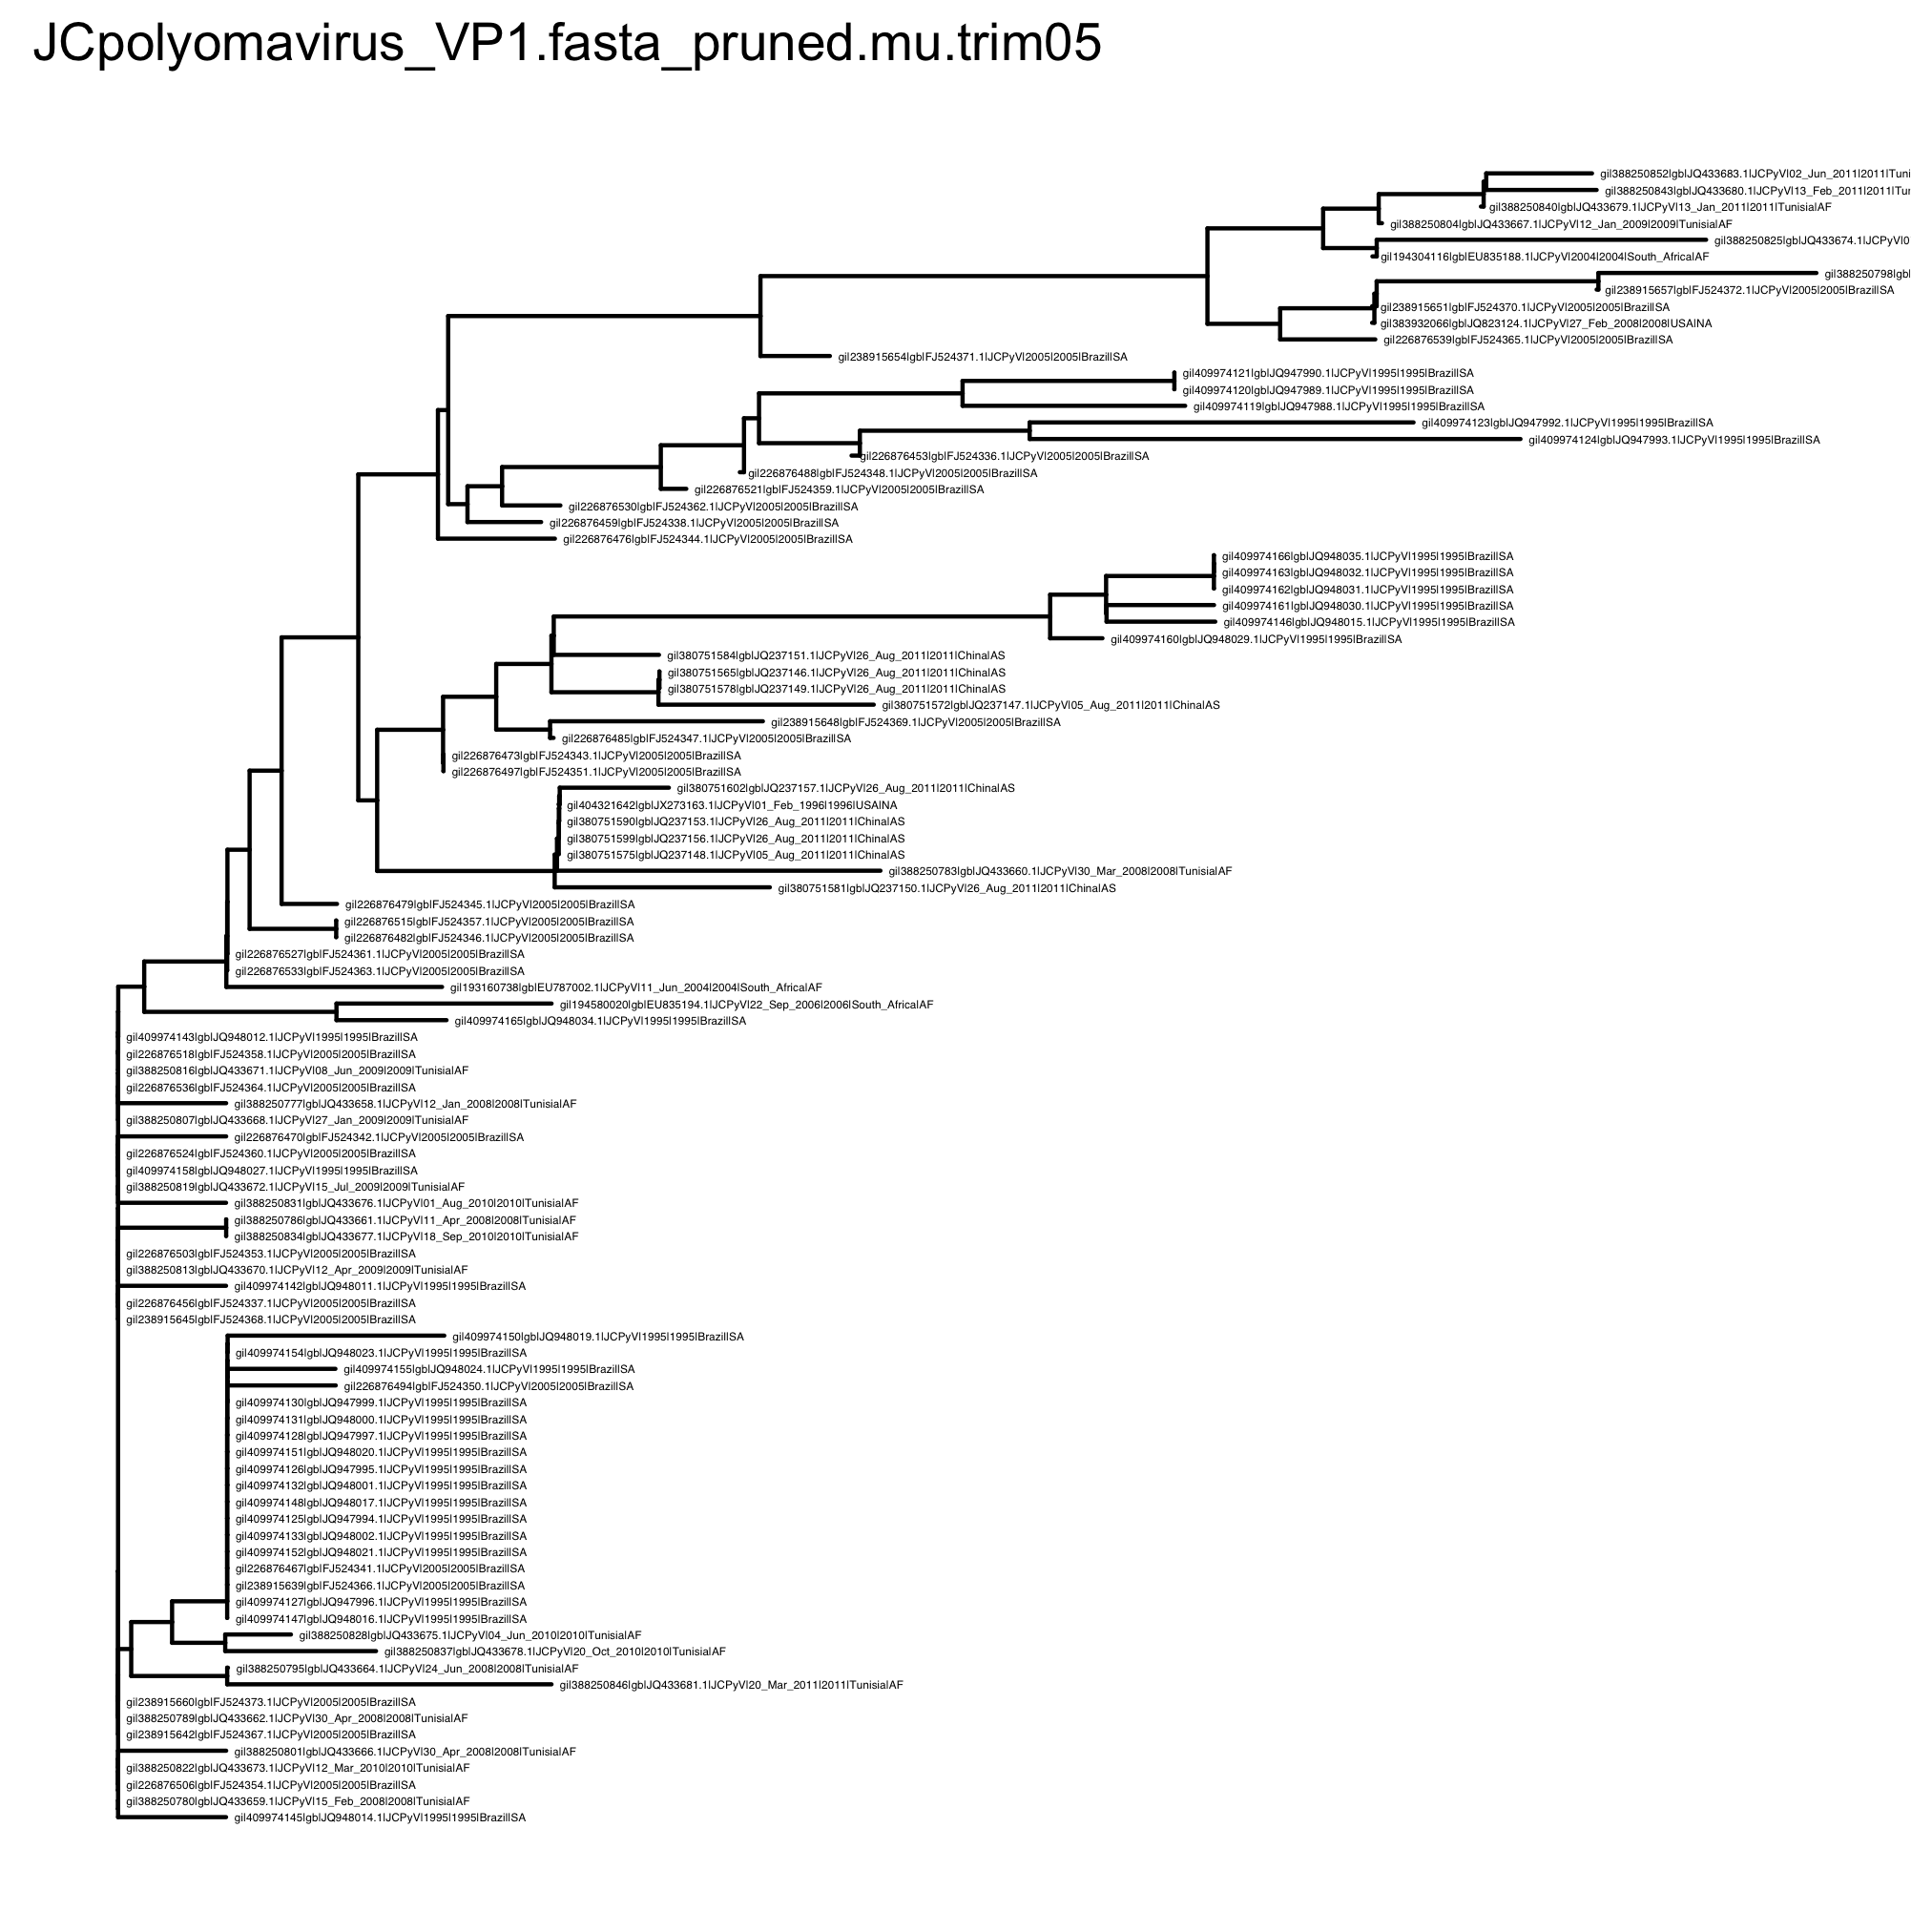 JCpolyomavirus_VP1.fasta_pruned.mu.trim05
gi|388250852|gb|JQ433683.1|JCPyV|02_Jun_2011|2011|Tuni
gi|388250843|gb|JQ433680.1|JCPyV|13_Feb_2011|2011|Tur
gi|388250840|gb|JQ433679.1|JCPyV|13_Jan_2011|2011|Tunisia|AF
gi|388250804|gb|JQ433667.1|JCPyV|12_Jan_2009|2009|Tunisia|AF
gi|388250825|gb|JQ433674.1|JCPyV|0
gi|194304116|gb|EU835188.1|JCPyV|2004|2004|South_Africa|AF
gi|388250798|gb|
gi|238915657|gb|FJ524372.1|JCPyV|2005|2005|Brazil|SA
gi|238915651|gb|FJ524370.1|JCPyV|2005|2005|Brazil|SA
gi|383932066|gb|JQ823124.1|JCPyV|27_Feb_2008|2008|USA|NA
gi|226876539|gb|FJ524365.1|JCPyV|2005|2005|Brazil|SA
gi|238915654|gb|FJ524371.1|JCPyV|2005|2005|Brazil|SA
gi|409974121|gb|JQ947990.1|JCPyV|1995|1995|Brazil|SA
gi|409974120|gb|JQ947989.1|JCPyV|1995|1995|Brazil|SA
gi|409974119|gb|JQ947988.1|JCPyV|1995|1995|Brazil|SA
gi|409974123|gb|JQ947992.1|JCPyV|1995|1995|Brazil|SA
gi|409974124|gb|JQ947993.1|JCPyV|1995|1995|Brazil|SA
gi|226876453|gb|FJ524336.1|JCPyV|2005|2005|Brazil|SA
gi|226876488|gb|FJ524348.1|JCPyV|2005|2005|Brazil|SA
gi|226876521|gb|FJ524359.1|JCPyV|2005|2005|Brazil|SA
gi|226876530|gb|FJ524362.1|JCPyV|2005|2005|Brazil|SA
gi|226876459|gb|FJ524338.1|JCPyV|2005|2005|Brazil|SA
gi|226876476|gb|FJ524344.1|JCPyV|2005|2005|Brazil|SA
gi|409974166|gb|JQ948035.1|JCPyV|1995|1995|Brazil|SA
gi|409974163|gb|JQ948032.1|JCPyV|1995|1995|Brazil|SA
gi|409974162|gb|JQ948031.1|JCPyV|1995|1995|Brazil|SA
gi|409974161|gb|JQ948030.1|JCPyV|1995|1995|Brazil|SA
gi|409974146|gb|JQ948015.1|JCPyV|1995|1995|Brazil|SA
gi|409974160|gb|JQ948029.1|JCPyV|1995|1995|Brazil|SA
gi|380751584|gb|JQ237151.1|JCPyV|26_Aug_2011|2011|China|AS
gi|380751565|gb|JQ237146.1|JCPyV|26_Aug_2011|2011|China|AS
gi|380751578|gb|JQ237149.1|JCPyV|26_Aug_2011|2011|China|AS
gi|380751572|gb|JQ237147.1|JCPyV|05_Aug_2011|2011|China|AS
gi|238915648|gb|FJ524369.1|JCPyV|2005|2005|Brazil|SA
gi|226876485|gb|FJ524347.1|JCPyV|2005|2005|Brazil|SA
gi|226876473|gb|FJ524343.1|JCPyV|2005|2005|Brazil|SA
gi|226876497|gb|FJ524351.1|JCPyV|2005|2005|Brazil|SA
gi|380751602|gb|JQ237157.1|JCPyV|26_Aug_2011|2011|China|AS
gi|404321642|gb|JX273163.1|JCPyV|01_Feb_1996|1996|USA|NA
gi|380751590|gb|JQ237153.1|JCPyV|26_Aug_2011|2011|China|AS
gi|380751599|gb|JQ237156.1|JCPyV|26_Aug_2011|2011|China|AS
gi|380751575|gb|JQ237148.1|JCPyV|05_Aug_2011|2011|China|AS
gi|388250783|gb|JQ433660.1|JCPyV|30_Mar_2008|2008|Tunisia|AF
gi|380751581|gb|JQ237150.1|JCPyV|26_Aug_2011|2011|China|AS
gi|226876479|gb|FJ524345.1|JCPyV|2005|2005|Brazil|SA
gi|226876515|gb|FJ524357.1|JCPyV|2005|2005|Brazil|SA
gi|226876482|gb|FJ524346.1|JCPyV|2005|2005|Brazil|SA
gi|226876527|gb|FJ524361.1|JCPyV|2005|2005|Brazil|SA
gi|226876533|gb|FJ524363.1|JCPyV|2005|2005|Brazil|SA
gi|193160738|gb|EU787002.1|JCPyV|11_Jun_2004|2004|South_Africa|AF
gi|194580020|gb|EU835194.1|JCPyV|22_Sep_2006|2006|South_Africa|AF
gi|409974165|gb|JQ948034.1|JCPyV|1995|1995|Brazil|SA
gi|409974143|gb|JQ948012.1|JCPyV|1995|1995|Brazil|SA
gi|226876518|gb|FJ524358.1|JCPyV|2005|2005|Brazil|SA
gi|388250816|gb|JQ433671.1|JCPyV|08_Jun_2009|2009|Tunisia|AF
gi|226876536|gb|FJ524364.1|JCPyV|2005|2005|Brazil|SA
gi|388250777|gb|JQ433658.1|JCPyV|12_Jan_2008|2008|Tunisia|AF
gi|388250807|gb|JQ433668.1|JCPyV|27_Jan_2009|2009|Tunisia|AF
gi|226876470|gb|FJ524342.1|JCPyV|2005|2005|Brazil|SA
gi|226876524|gb|FJ524360.1|JCPyV|2005|2005|Brazil|SA
gi|409974158|gb|JQ948027.1|JCPyV|1995|1995|Brazil|SA
gi|388250819|gb|JQ433672.1|JCPyV|15_Jul_2009|2009|Tunisia|AF
gi|388250831|gb|JQ433676.1|JCPyV|01_Aug_2010|2010|Tunisia|AF
gi|388250786|gb|JQ433661.1|JCPyV|11_Apr_2008|2008|Tunisia|AF
gi|388250834|gb|JQ433677.1|JCPyV|18_Sep_2010|2010|Tunisia|AF
gi|226876503|gb|FJ524353.1|JCPyV|2005|2005|Brazil|SA
gi|388250813|gb|JQ433670.1|JCPyV|12_Apr_2009|2009|Tunisia|AF
gi|409974142|gb|JQ948011.1|JCPyV|1995|1995|Brazil|SA
gi|226876456|gb|FJ524337.1|JCPyV|2005|2005|Brazil|SA
gi|238915645|gb|FJ524368.1|JCPyV|2005|2005|Brazil|SA
gi|409974150|gb|JQ948019.1|JCPyV|1995|1995|Brazil|SA
gi|409974154|gb|JQ948023.1|JCPyV|1995|1995|Brazil|SA
gi|409974155|gb|JQ948024.1|JCPyV|1995|1995|Brazil|SA
gi|226876494|gb|FJ524350.1|JCPyV|2005|2005|Brazil|SA
gi|409974130|gb|JQ947999.1|JCPyV|1995|1995|Brazil|SA
gi|409974131|gb|JQ948000.1|JCPyV|1995|1995|Brazil|SA
gi|409974128|gb|JQ947997.1|JCPyV|1995|1995|Brazil|SA
gi|409974151|gb|JQ948020.1|JCPyV|1995|1995|Brazil|SA
gi|409974126|gb|JQ947995.1|JCPyV|1995|1995|Brazil|SA
gi|409974132|gb|JQ948001.1|JCPyV|1995|1995|Brazil|SA
gi|409974148|gb|JQ948017.1|JCPyV|1995|1995|Brazil|SA
gi|409974125|gb|JQ947994.1|JCPyV|1995|1995|Brazil|SA
gi|409974133|gb|JQ948002.1|JCPyV|1995|1995|Brazil|SA
gi|409974152|gb|JQ948021.1|JCPyV|1995|1995|Brazil|SA
gi|226876467|gb|FJ524341.1|JCPyV|2005|2005|Brazil|SA
gi|238915639|gb|FJ524366.1|JCPyV|2005|2005|Brazil|SA
gi|409974127|gb|JQ947996.1|JCPyV|1995|1995|Brazil|SA
gi|409974147|gb|JQ948016.1|JCPyV|1995|1995|Brazil|SA
gi|388250828|gb|JQ433675.1|JCPyV|04_Jun_2010|2010|Tunisia|AF
gi|388250837|gb|JQ433678.1|JCPyV|20_Oct_2010|2010|Tunisia|AF
gi|388250795|gb|JQ433664.1|JCPyV|24_Jun_2008|2008|Tunisia|AF
gi|388250846|gb|JQ433681.1|JCPyV|20_Mar_2011|2011|Tunisia|AF
gi|238915660|gb|FJ524373.1|JCPyV|2005|2005|Brazil|SA
gi|388250789|gb|JQ433662.1|JCPyV|30_Apr_2008|2008|Tunisia|AF
gi|238915642|gb|FJ524367.1|JCPyV|2005|2005|Brazil|SA
gi|388250801|gb|JQ433666.1|JCPyV|30_Apr_2008|2008|Tunisia|AF
gi|388250822|gb|JQ433673.1|JCPyV|12_Mar_2010|2010|Tunisia|AF
gi|226876506|gb|FJ524354.1|JCPyV|2005|2005|Brazil|SA
gi|388250780|gb|JQ433659.1|JCPyV|15_Feb_2008|2008|Tunisia|AF
gi|409974145|gb|JQ948014.1|JCPyV|1995|1995|Brazil|SA